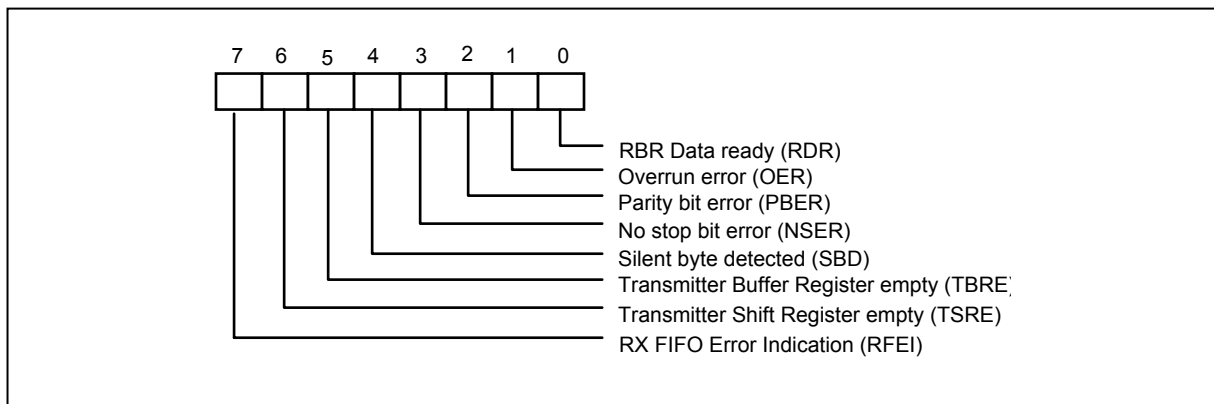 7 6 5 4 3 2 1 0
RBR Data ready (RDR)
Overrun error (OER)
Parity bit error (PBER)
No stop bit error (NSER)
Silent byte detected (SBD)
Transmitter Buffer Register empty (TBRE)
Transmitter Shift Register empty (TSRE)
RX FIFO Error Indication (RFEI)